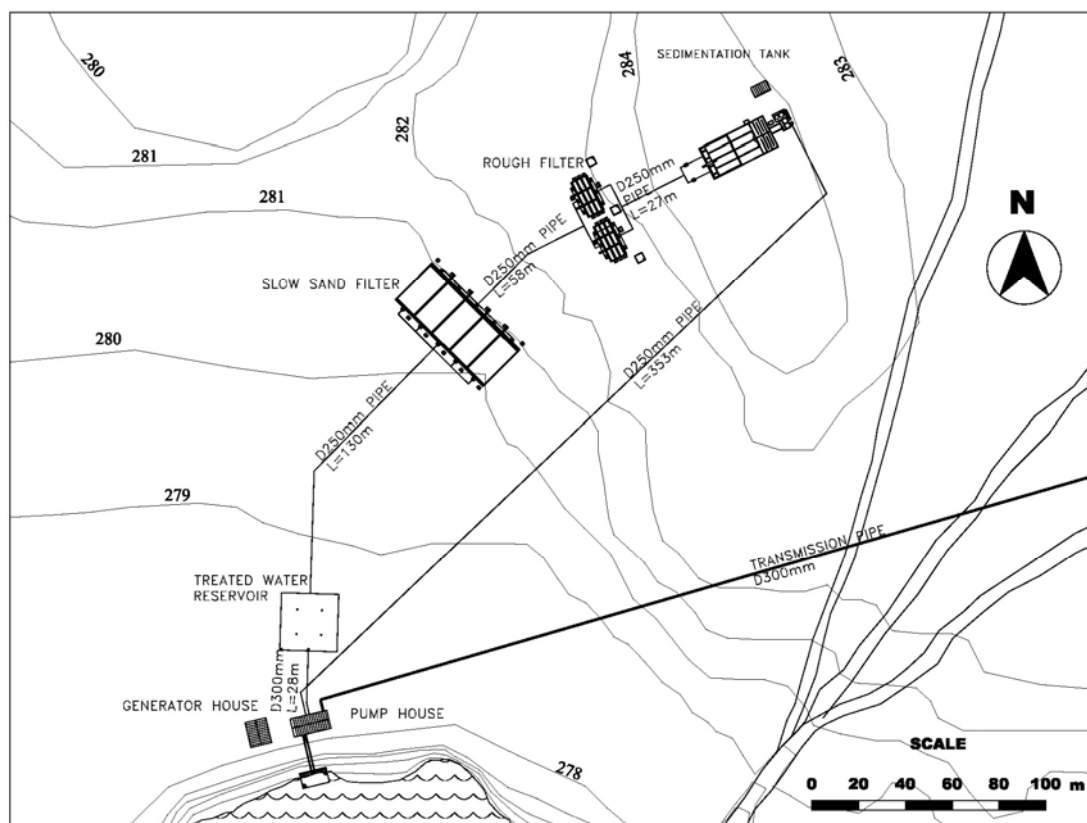 280
SEDIMENTATION TANK
284
283
282
281
ROUGH FILTER
D250mm
PIPE
L=27m
281
N
D250mm PIPE
L=58m
SLOW SAND FILTER
280
D250mm PIPE
L=353m
D250mm PIPE
L=130m
279
TRANSMISSION PIPE
D300mm
TREATED WATER
RESERVOIR
D300mm
L=28m
GENERATOR HOUSE
PUMP HOUSE
278
SCALE
0 20 40 60 80 100 m